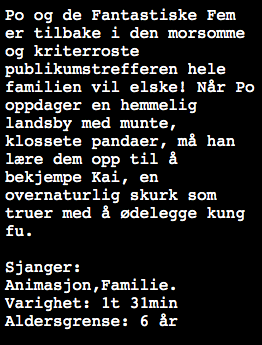 Po og de Fantastiske Fem
er tilbake i den morsomme
og kriterroste
publikumstrefferen hele
familien vil elske! Når Po
oppdager en hemmelig
landsby med munte,
klossete pandaer, må han
lære dem opp til å
bekjempe Kai, en
overnaturlig skurk som
truer med å ødelegge kung
fu.

Sjanger:
Animasjon,Familie.
Varighet: 1t 31min
Aldersgrense: 6 år